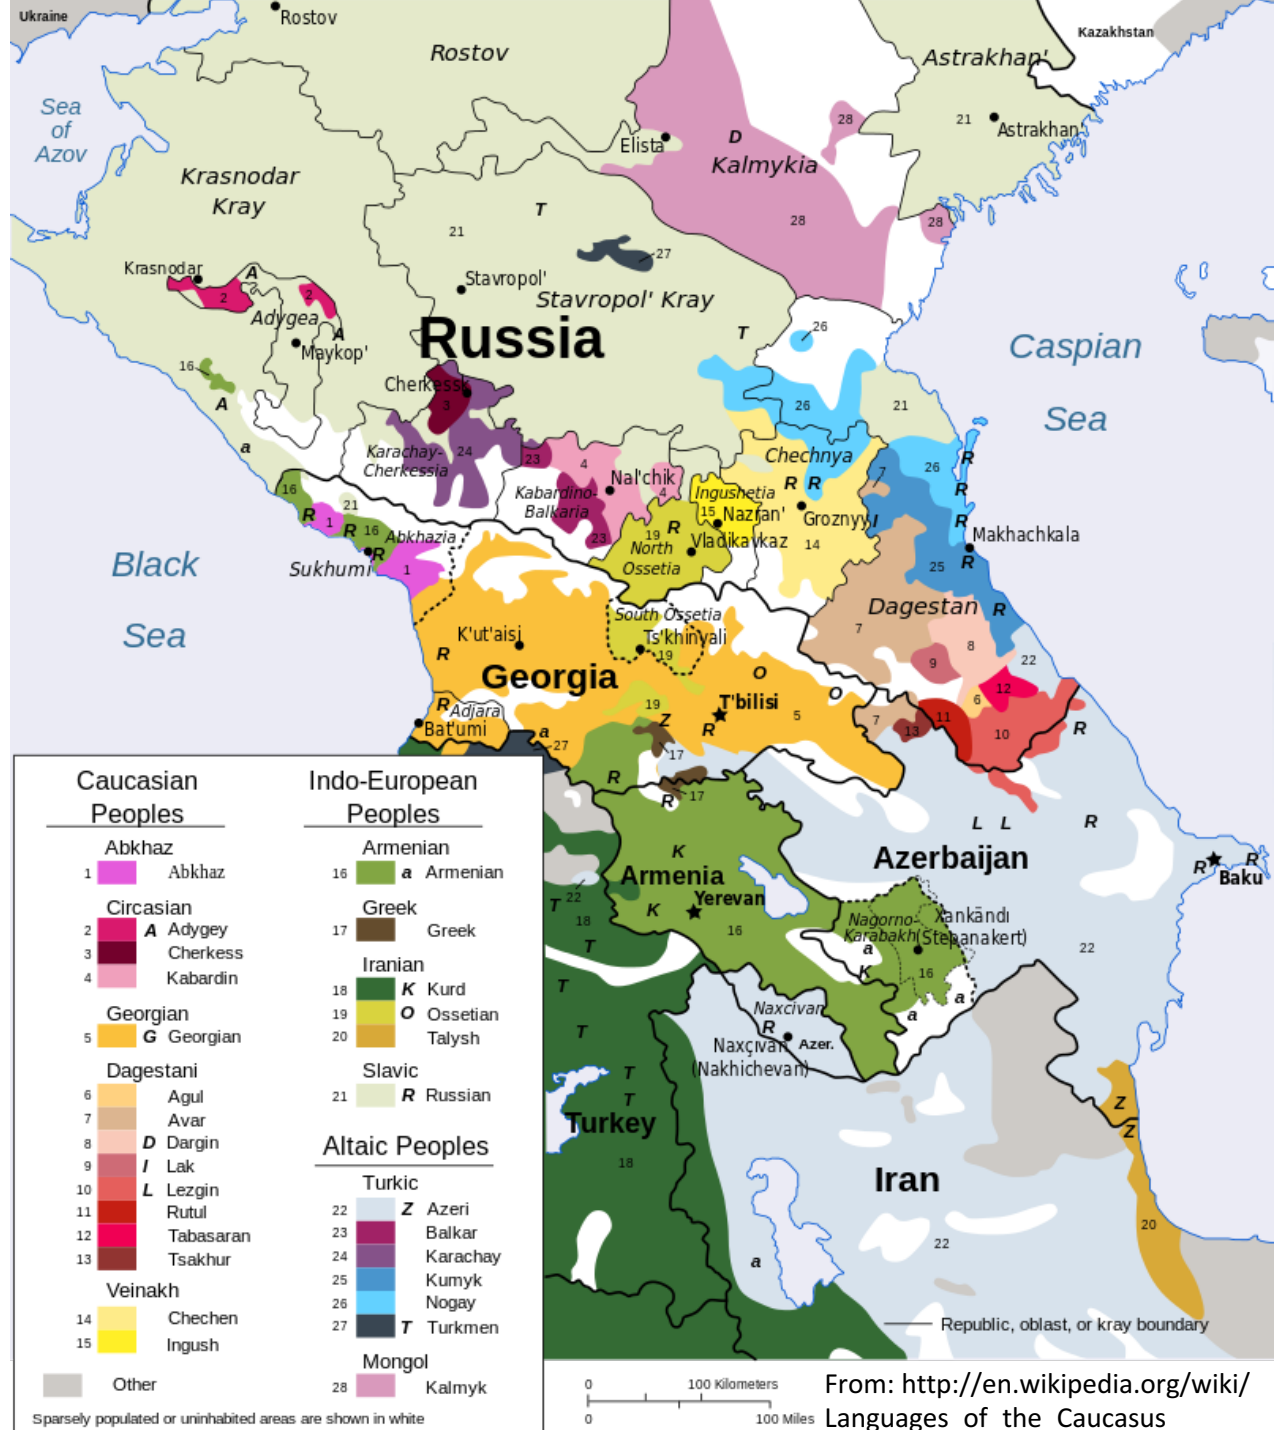 Ukraine
Rostov
Rostov
Kazakhstan
Astrakhan'
21
Astrakhan'
Sea
of
Azov
Elista
D
Kalmykia
28
28
28
Krasnodar
Kray
T
21
27
Stavropol'
Stavropol' Kray
Krasnodar
A
2
2
Adygea
A
Maykop'
Russia
T
26
Caspian
Sea
16
A
a
Cherkessk
3
26
21
Karachay-
Cherkessia
24
23
4
Nal'chik
4
Kabardino-
Balkaria
23
Chechnya
R R
Ingushetia
15
Nazran'
Groznyy
I
14
7
26
R
R
R
Makhachkala
R
25
16
R
1
21
R
16
R
Abkhazia
Sukhumi
1
19
R
North
Ossetia
Vladikavkaz
Black
Sea
Dagestan
R
7
8
9
22
6
12
10
11
13
7
R
South Ossetia
Ts'khinvali
19
K'ut'aisi
R
Georgia
O
O
T'bilisi
5
R
19
Z
R
Adjara
Bat'umi
a
27
17
R
R
17
L L
R
Azerbaijan
R
R
Baku
K
Armenia
Yerevan
K
16
22
T
18
T
Nagorno-
Karabakh
Xankändı
(Stepanakert)
a
K
16
a
a
22
T
T
T
T
Turkey
18
Naxcivan
R
Naxçıvan
(Nakhichevan)
Azer.
Z
Z
20
Iran
22
a
Republic, oblast, or kray boundary
Caucasian
Peoples
Abkhaz
1 Abkhaz
Circasian
2 A Adygey
3 Cherkess
4 Kabardin
Georgian
5 G Georgian
Dagestani
6 Agul
7 Avar
8 D Dargin
9 I Lak
10 L Lezgin
11 Rutul
12 Tabasaran
13 Tsakhur
Veinakh
14 Chechen
15 Ingush
Other
Indo-European
Peoples
Armenian
16 a Armenian
Greek
17 Greek
Iranian
18 K Kurd
19 O Ossetian
20 Talysh
Slavic
21 R Russian
Altaic Peoples
Turkic
22 Z Azeri
23 Balkar
24 Karachay
25 Kumyk
26 Nogay
27 T Turkmen
Mongol
28 Kalmyk
Sparsely populated or uninhabited areas are shown in white
0 100 Kilometers
0 100 Miles
From: http://en.wikipedia.org/wiki/
Languages_of_the_Caucasus